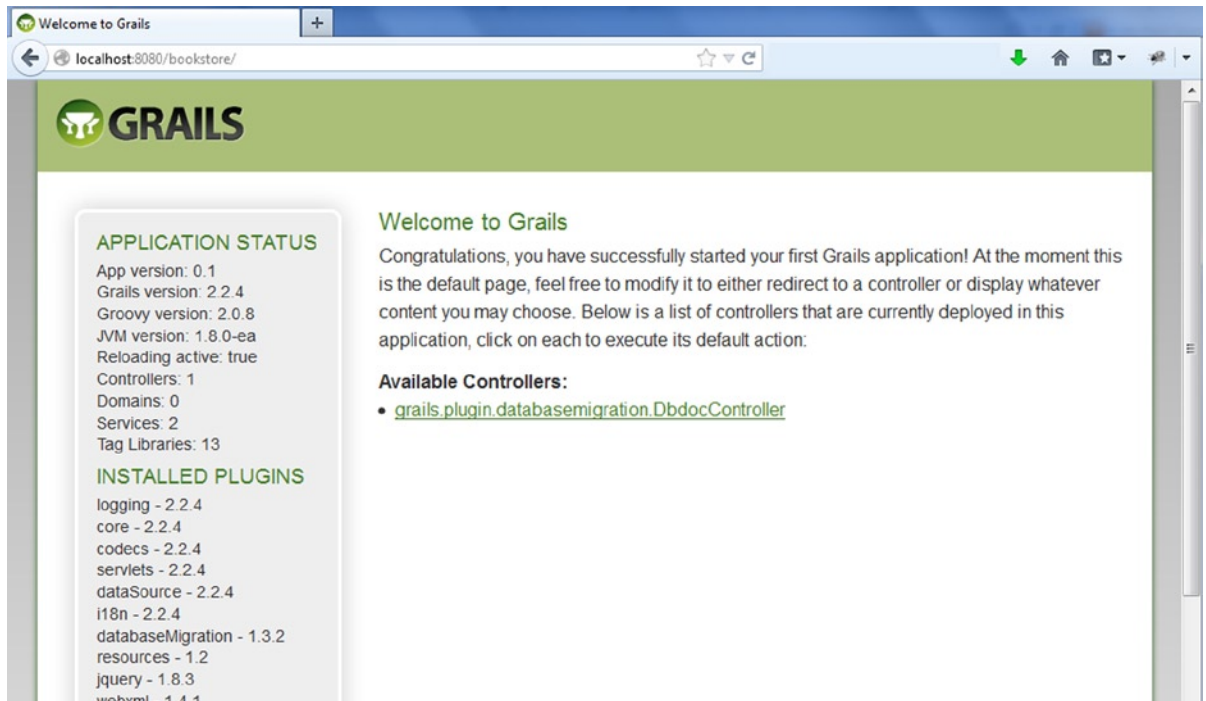 Welcome to Grails
localhost:8080/bookstore/
GRAILS
APPLICATION STATUS
App version: 0.1
Grails version: 2.2.4
Groovy version: 2.0.8
JVM version: 1.8.0-ea
Reloading active: true
Controllers: 1
Domains: 0
Services: 2
Tag Libraries: 13
INSTALLED PLUGINS
logging - 2.2.4
core - 2.2.4
codecs - 2.2.4
servlets - 2.2.4
dataSource - 2.2.4
i18n - 2.2.4
databaseMigration - 1.3.2
resources - 1.2
jquery - 1.8.3
webxml - 1.4.1
Welcome to Grails
Congratulations, you have successfully started your first Grails application! At the moment this
is the default page, feel free to modify it to either redirect to a controller or display whatever
content you may choose. Below is a list of controllers that are currently deployed in this
application, click on each to execute its default action:
Available Controllers:
• grails.plugin.databasemigration.DbdocController